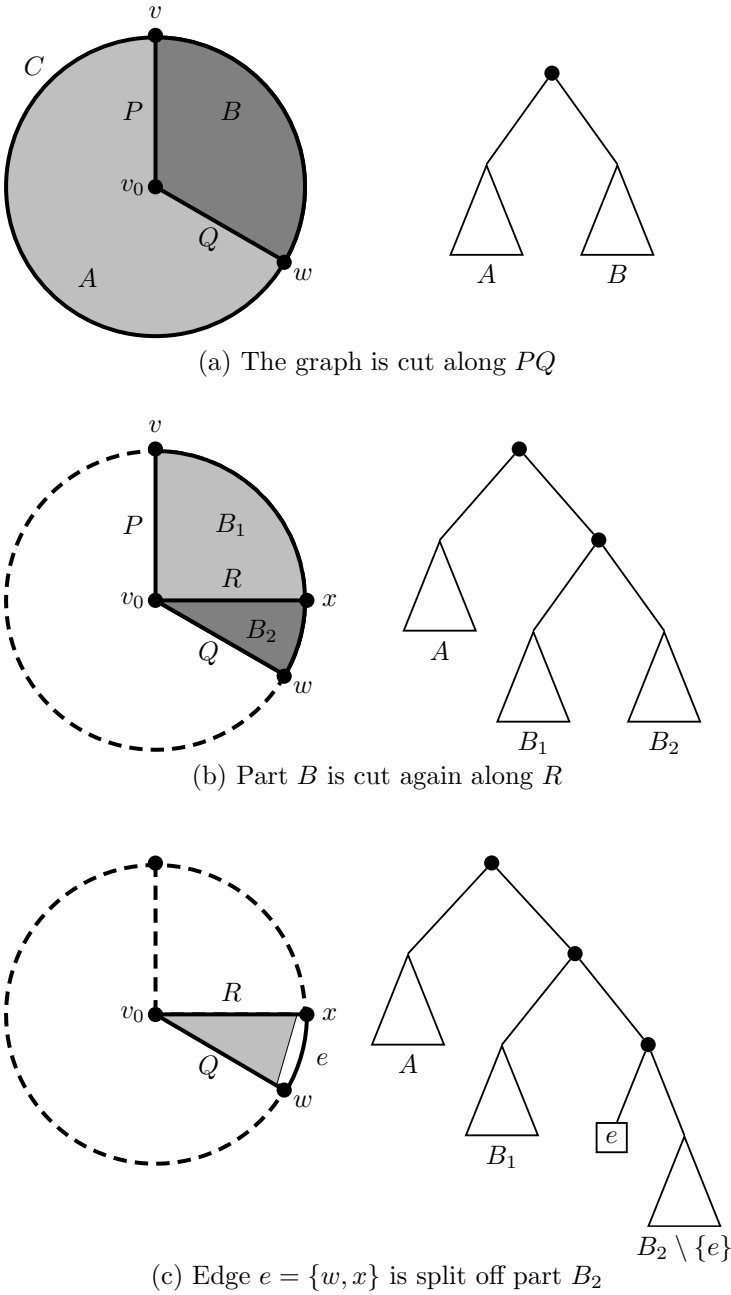 v
C
P
B
v₀
Q
A
w
A
B
(a) The graph is cut along PQ
v
P
B₁
R
v₀
x
B₂
Q
w
A
B₁
B₂
(b) Part B is cut again along R
R
v₀
x
e
Q
w
A
B₁
e
B₂ \ {e}
(c) Edge e = {w, x} is split off part B₂